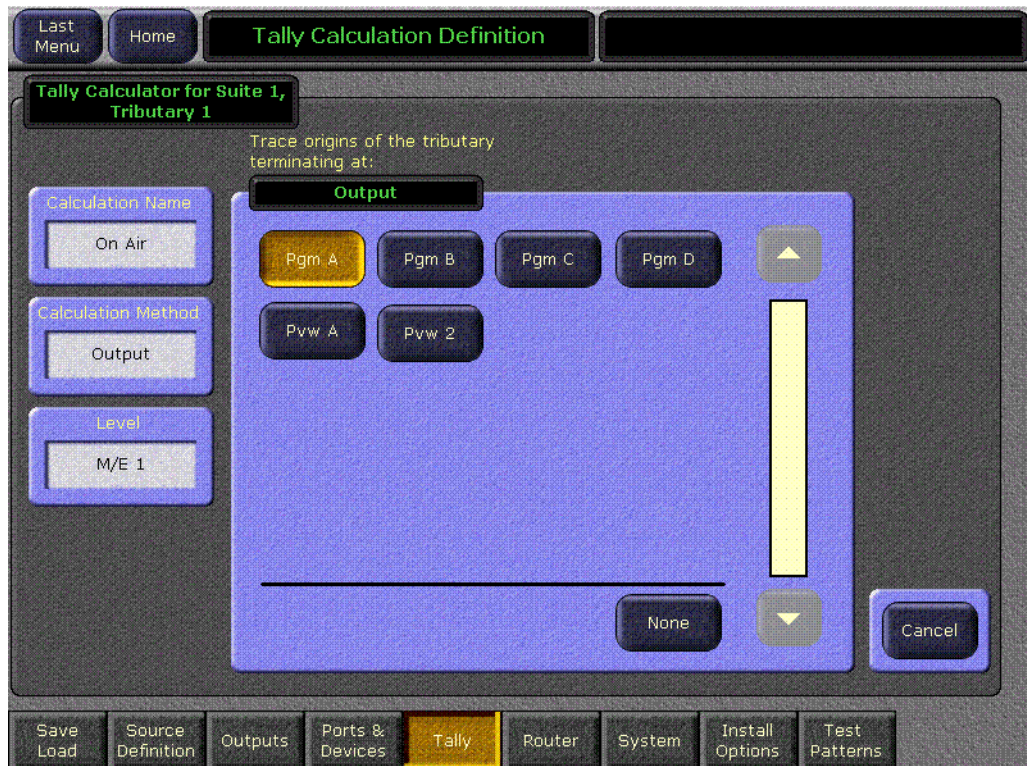 Last
Menu
Home
Tally Calculation Definition
Tally Calculator for Suite 1,
Tributary 1
Trace origins of the tributary
terminating at:
Output
Calculation Name
On Air
Calculation Method
Output
Level
M/E 1
Pgm A
Pgm B
Pgm C
Pgm D
Pvw A
Pvw 2
None
Cancel
Save
Load
Source
Definition
Outputs
Ports &
Devices
Tally
Router
System
Install
Options
Test
Patterns